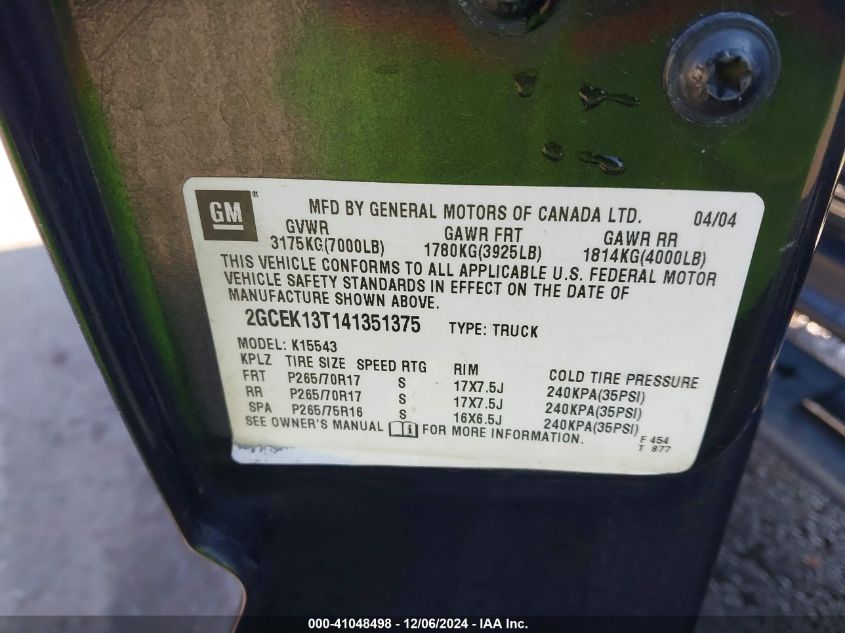 GM ® MFD BY GENERAL MOTORS OF CANADA LTD. 04/04
GVWR GAWR FRT GAWR RR
3175KG(7000LB) 1780KG(3925LB) 1814KG(4000LB)
THIS VEHICLE CONFORMS TO ALL APPLICABLE U.S. FEDERAL MOTOR
VEHICLE SAFETY STANDARDS IN EFFECT ON THE DATE OF
MANUFACTURE SHOWN ABOVE.
2GCEK13T141351375 TYPE: TRUCK
MODEL: K15543
KPLZ TIRE SIZE SPEED RTG RIM COLD TIRE PRESSURE
FRT P265/70R17 S 17X7.5J 240KPA(35PSI)
RR P265/70R17 S 17X7.5J 240KPA(35PSI)
SPA P265/75R16 S 16X6.5J 240KPA(35PSI)
SEE OWNER'S MANUAL FOR MORE INFORMATION.
F 454
T 877
000-41048498 - 12/06/2024 - IAA Inc.